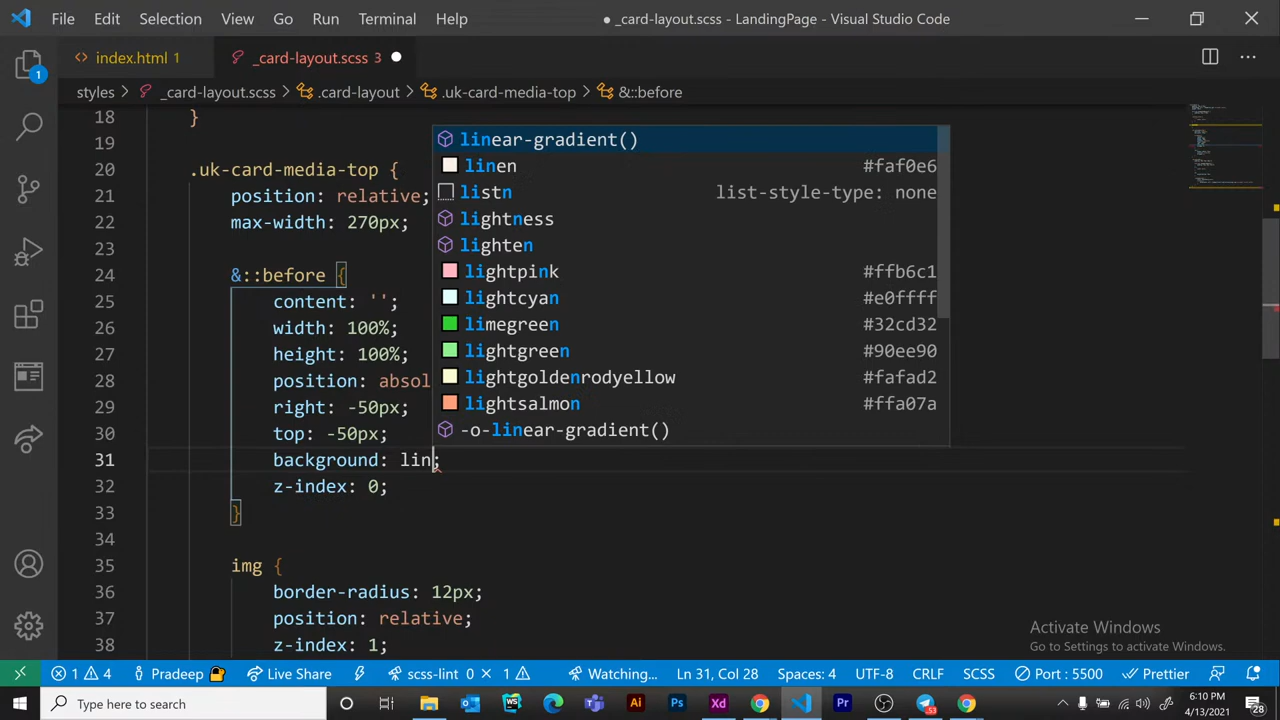 File Edit Selection View Go Run Terminal Help ● _card-layout.scss - LandingPage - Visual Studio Code
index.html 1 _card-layout.scss 3
styles > _card-layout.scss > .card-layout > .uk-card-media-top > &::before
18 }
19
20 .uk-card-media-top {
21 position: relative;
22 max-width: 270px;
23
24 &::before {
25 content: '';
26 width: 100%;
27 height: 100%;
28 position: absol
29 right: -50px;
30 top: -50px;
31 background: lin;
32 z-index: 0;
33 }
34
35 img {
36 border-radius: 12px;
37 position: relative;
38 z-index: 1;
linear-gradient()
linen #faf0e6
listn list-style-type: none
lightness
lighten
lightpink #ffb6c1
lightcyan #e0ffff
limegreen #32cd32
lightgreen #90ee90
lightgoldenrodyellow #fafad2
lightsalmon #ffa07a
-o-linear-gradient()
1
Activate Windows
Go to Settings to activate Windows.
1 4 Pradeep Live Share scss-lint 0 1 Watching... Ln 31, Col 28 Spaces: 4 UTF-8 CRLF SCSS Port : 5500 Prettier
Type here to search
WS Ai Ps Xd Pr 53
6:10 PM
4/13/2021
28